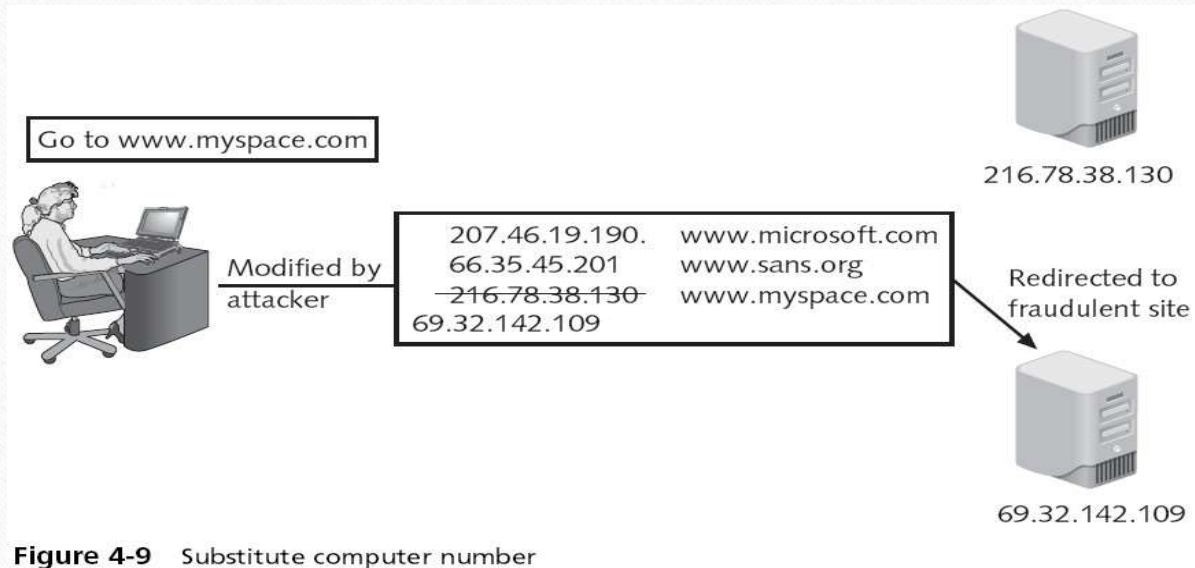 Go to www.myspace.com
216.78.38.130
Modified by
attacker
207.46.19.190. www.microsoft.com
66.35.45.201 www.sans.org
216.78.38.130 www.myspace.com
69.32.142.109
Redirected to
fraudulent site
69.32.142.109
Figure 4-9 Substitute computer number